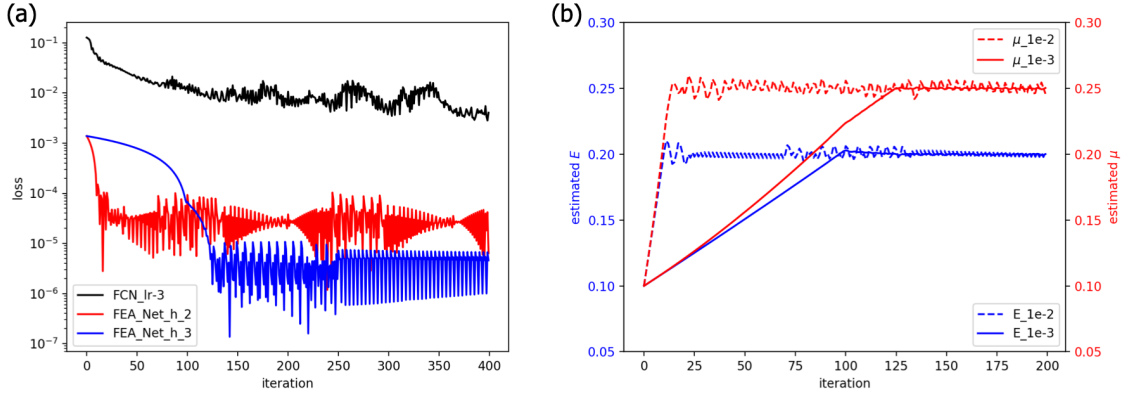 (a)
10⁻¹
10⁻²
10⁻³
10⁻⁴
10⁻⁵
10⁻⁶
10⁻⁷
loss
FCN_lr-3
FEA_Net_h_2
FEA_Net_h_3
0 50 100 150 200 250 300 350 400
iteration
(b)
0.30
0.25
0.20
0.15
0.10
0.05
estimated E
μ_1e-2
μ_1e-3
E_1e-2
E_1e-3
0.30
0.25
0.20
0.15
0.10
0.05
estimated μ
0 25 50 75 100 125 150 175 200
iteration